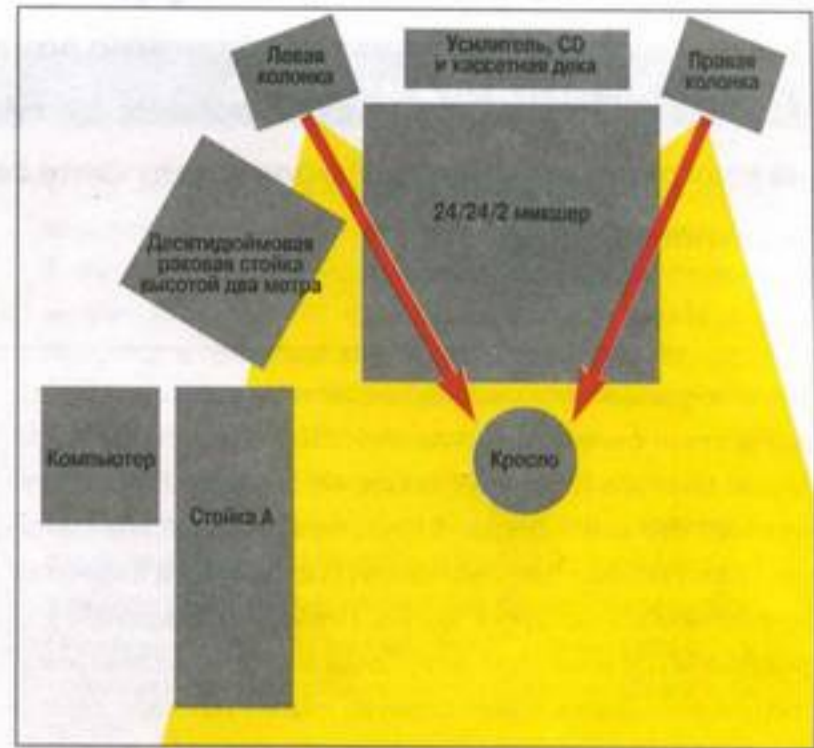 Левая
колонка
Усилитель, CD
и кассетная дека
Правая
колонка
24/24/2 микшер
Десятидюймовая
раковая стойка
высотой два метра
Компьютер
Стойка А
Кресло